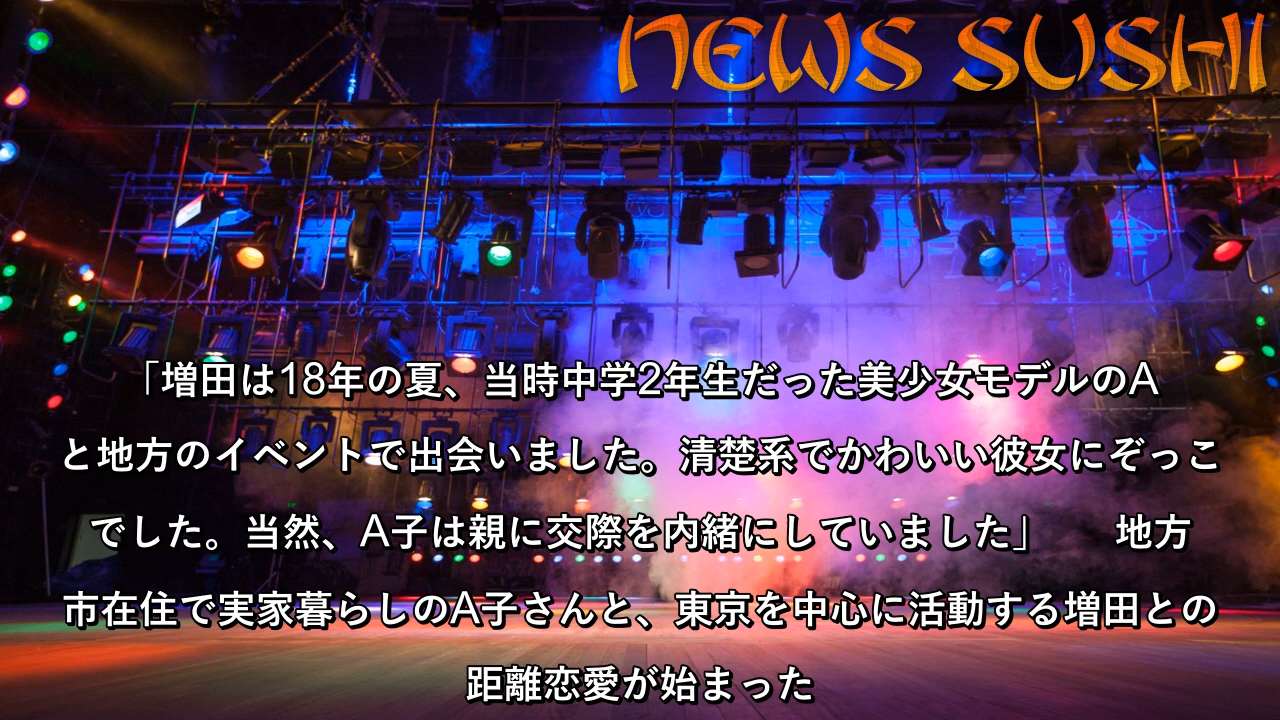 NEWS SUSHI
「増田は18年の夏、当時中学2年生だった美少女モデルのA
と地方のイベントで出会いました。清楚系でかわいい彼女にぞっこ
でした。当然、A子は親に交際を内緒にしていました」　　地方
市在住で実家暮らしのA子さんと、東京を中心に活動する増田との
距離恋愛が始まった